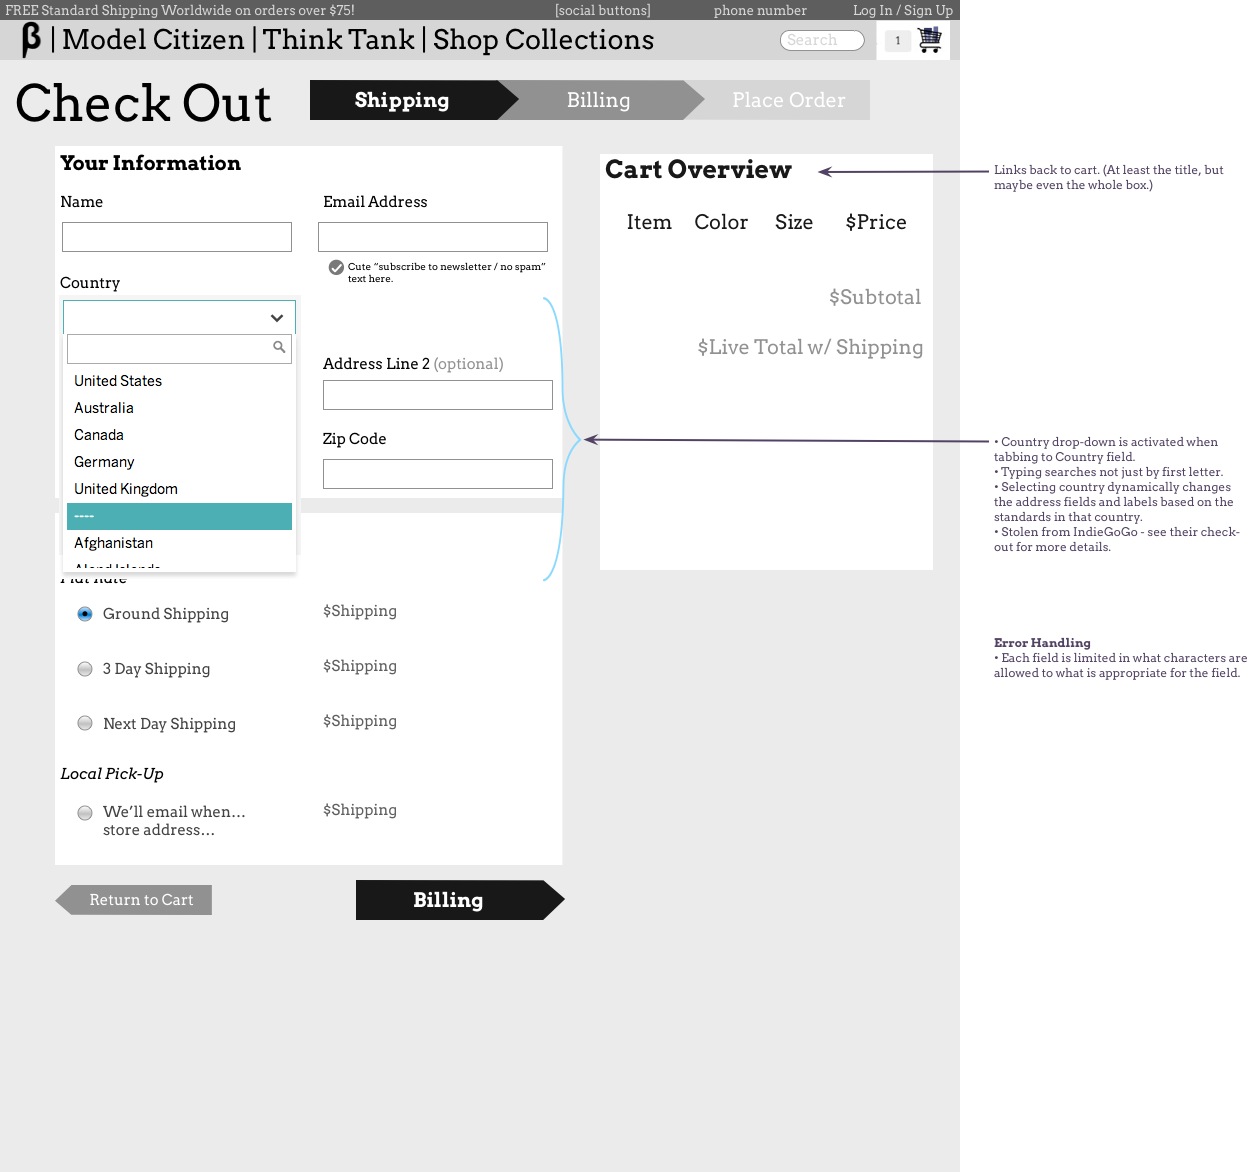 FREE Standard Shipping Worldwide on orders over $75! [social buttons] phone number Log In / Sign Up
β | Model Citizen | Think Tank | Shop Collections Search 1
Check Out Shipping Billing Place Order
Your Information
Name Email Address
Cute “subscribe to newsletter / no spam”
text here.
Country
United States
Australia
Canada
Germany
United Kingdom
----
Afghanistan
Aland Islands
Address Line 2 (optional)
Zip Code
Flat Rate
Ground Shipping $Shipping
3 Day Shipping $Shipping
Next Day Shipping $Shipping
Local Pick-Up
We’ll email when… $Shipping
store address…
Return to Cart Billing
Cart Overview
Item Color Size $Price
$Subtotal
$Live Total w/ Shipping
Links back to cart. (At least the title, but
maybe even the whole box.)
• Country drop-down is activated when
tabbing to Country field.
• Typing searches not just by first letter.
• Selecting country dynamically changes
the address fields and labels based on the
standards in that country.
• Stolen from IndieGoGo - see their check-
out for more details.
Error Handling
• Each field is limited in what characters are
allowed to what is appropriate for the field.